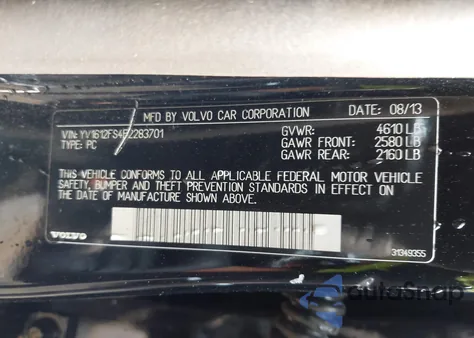 MFD BY VOLVO CAR CORPORATION DATE: 08/13
VIN: YV1612FS4E2283701 GVWR: 4610 LB
TYPE: PC GAWR FRONT: 2580 LB
GAWR REAR: 2160 LB
THIS VEHICLE CONFORMS TO ALL APPLICABLE FEDERAL MOTOR VEHICLE
SAFETY, BUMPER AND THEFT PREVENTION STANDARDS IN EFFECT ON
THE DATE OF MANUFACTURE SHOWN ABOVE.
VOLVO 31349355
autoSnap